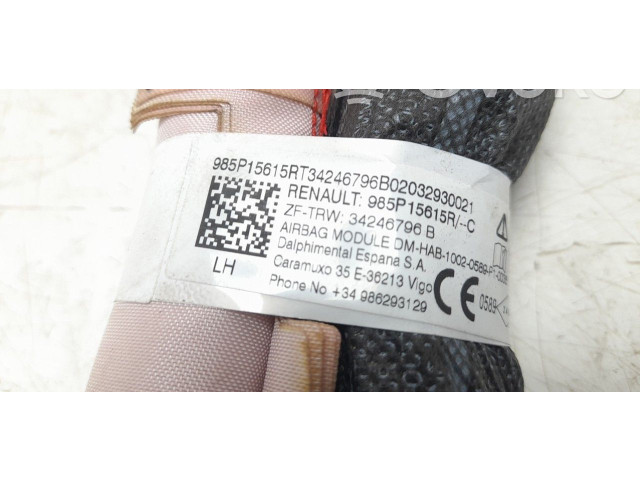 985P15615RT34246796B02032930021
RENAULT: 985P15615R/--C
ZF-TRW: 34246796 B
AIRBAG MODULE DM-HAB-1002-0589-P
Dalphimental Espana S.A.
Caramuxo 35 E-36213 Vigo
Phone No +34 986293129
LH
CE 0589